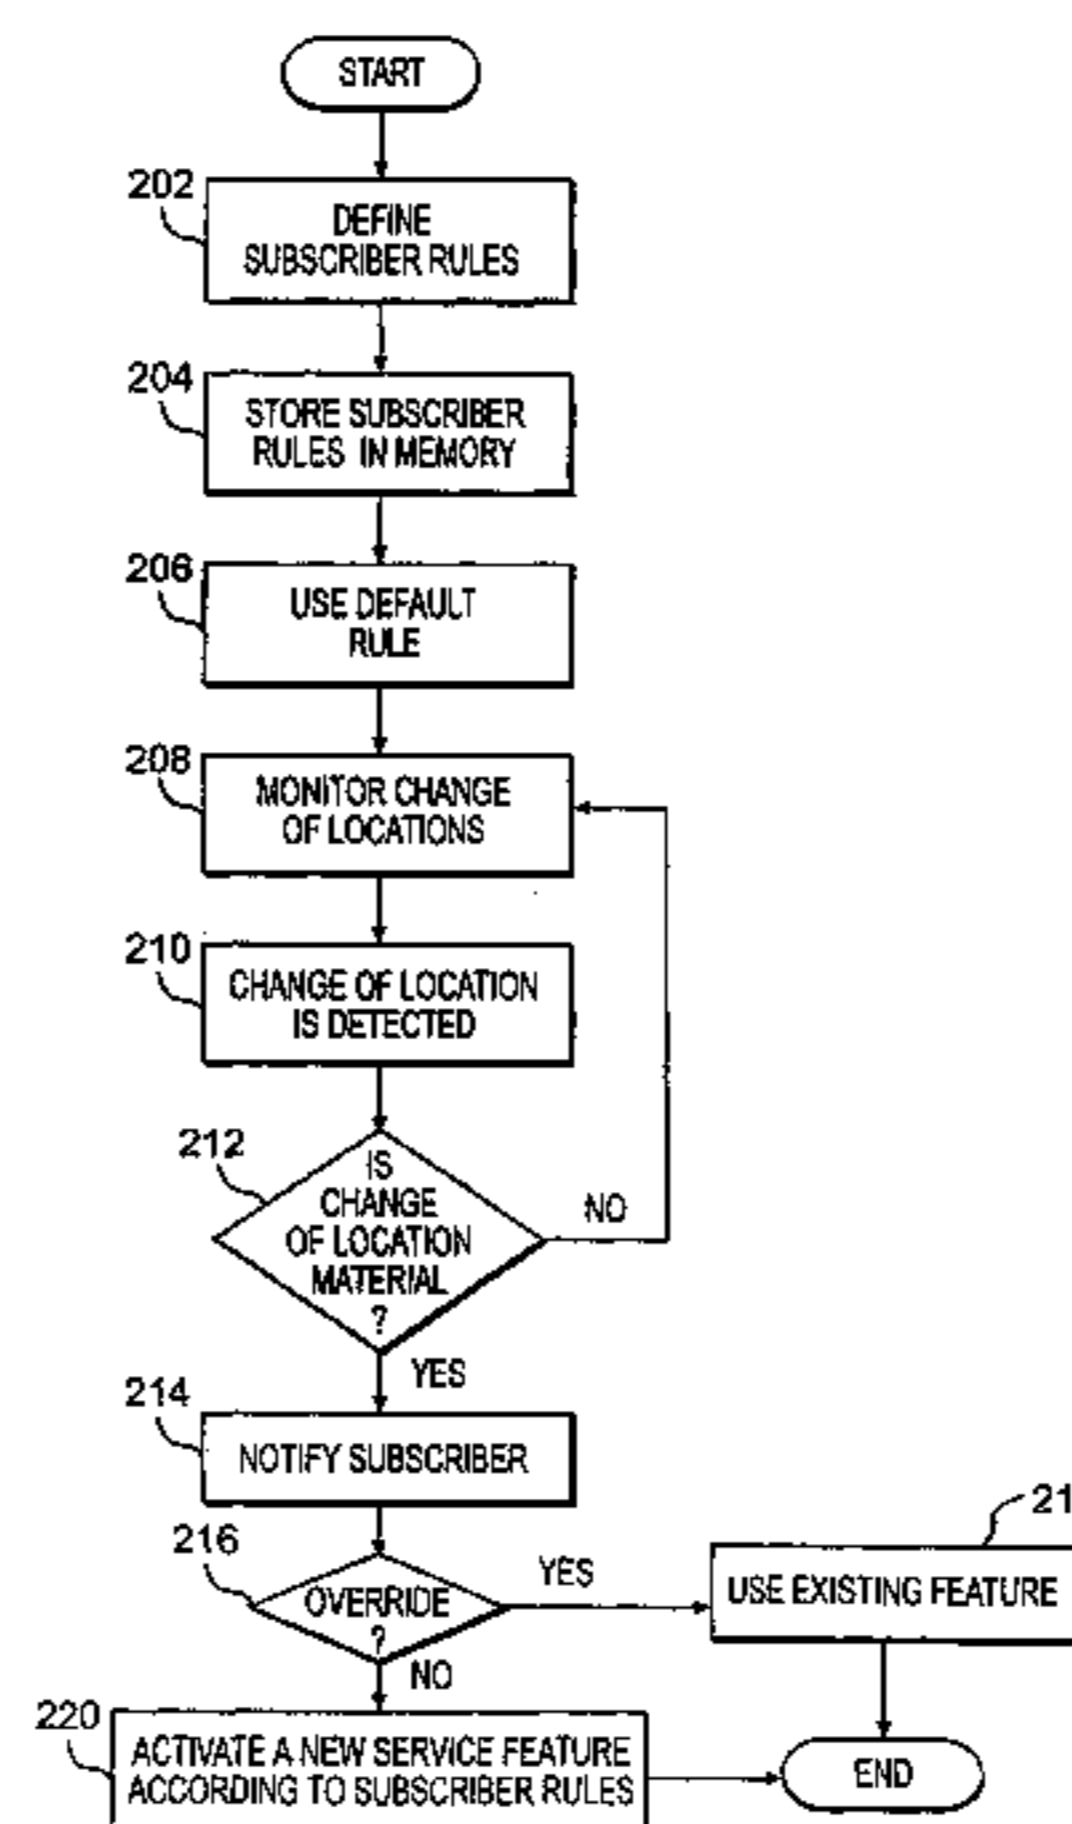 START
202
DEFINE
SUBSCRIBER RULES
204
STORE SUBSCRIBER
RULES IN MEMORY
206
USE DEFAULT
RULE
208
MONITOR CHANGE
OF LOCATIONS
210
CHANGE OF LOCATION
IS DETECTED
212
IS
CHANGE
OF LOCATION
MATERIAL
?
NO
YES
214
NOTIFY SUBSCRIBER
216
OVERRIDE
?
YES
21
USE EXISTING FEATURE
NO
220
ACTIVATE A NEW SERVICE FEATURE
ACCORDING TO SUBSCRIBER RULES
END